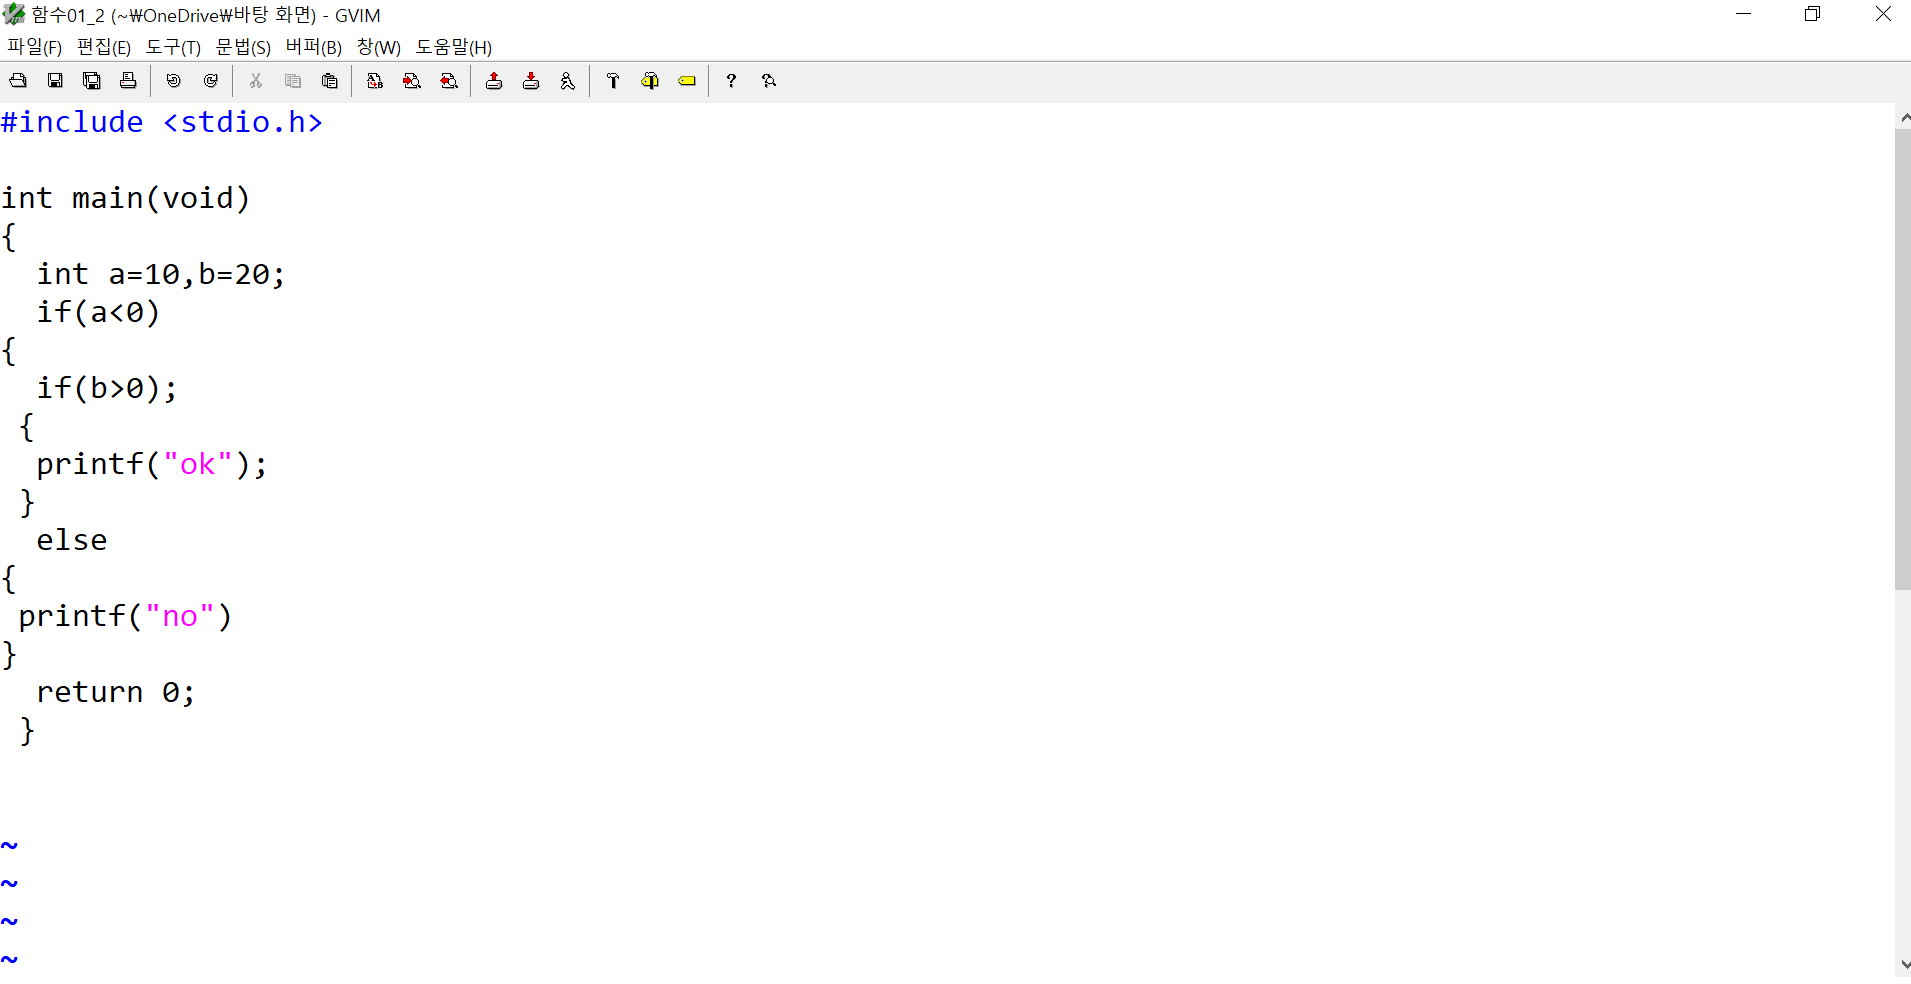 함수01_2 (~₩OneDrive₩바탕 화면) - GVIM
파일(F) 편집(E) 도구(T) 문법(S) 버퍼(B) 창(W) 도움말(H)
#include <stdio.h>

int main(void)
{
  int a=10,b=20;
  if(a<0)
{
  if(b>0);
 {
  printf("ok");
 }
  else
{
 printf("no")
}
  return 0;
 }


~
~
~
~